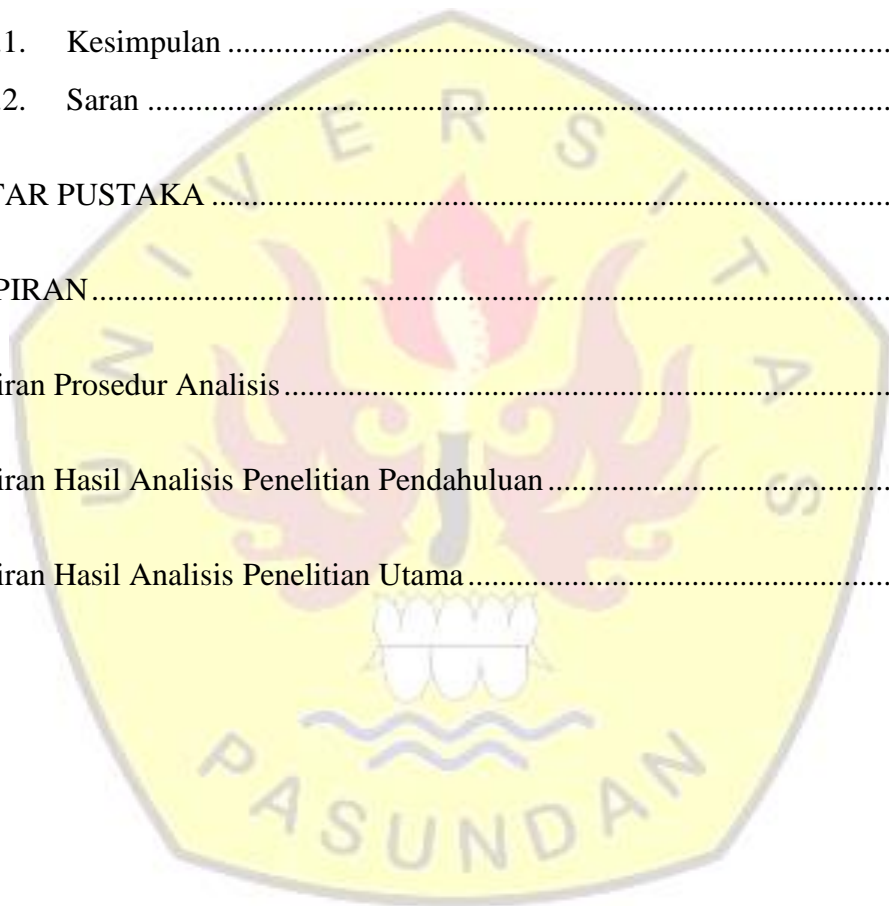 .1. Kesimpulan ...................................................................................
.2. Saran .............................................................................................
TAR PUSTAKA .....................................................................................
PIRAN ....................................................................................................
iran Prosedur Analisis ............................................................................
iran Hasil Analisis Penelitian Pendahuluan ...........................................
iran Hasil Analisis Penelitian Utama .....................................................
UNIVERSITAS
PASUNDAN